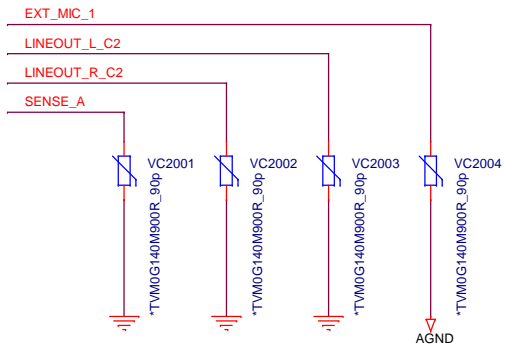 EXT_MIC_1
LINEOUT_L_C2
LINEOUT_R_C2
SENSE_A
VC2001
VC2002
VC2003
VC2004
*TVM0G140M900R_90p
*TVM0G140M900R_90p
*TVM0G140M900R_90p
*TVM0G140M900R_90p
AGND